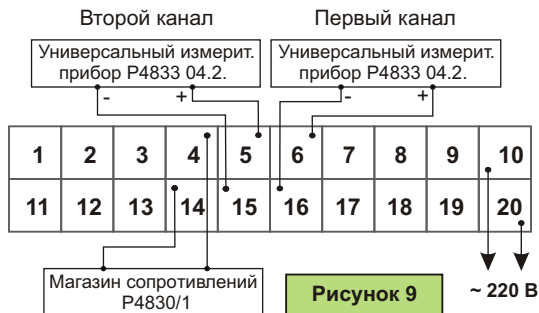 Второй канал Первый канал
Универсальный измерит.
прибор Р4833 04.2.
Универсальный измерит.
прибор Р4833 04.2.
- + - +
1 2 3 4 5 6 7 8 9 10
11 12 13 14 15 16 17 18 19 20
Магазин сопротивлений
Р4830/1
Рисунок 9
~ 220 В